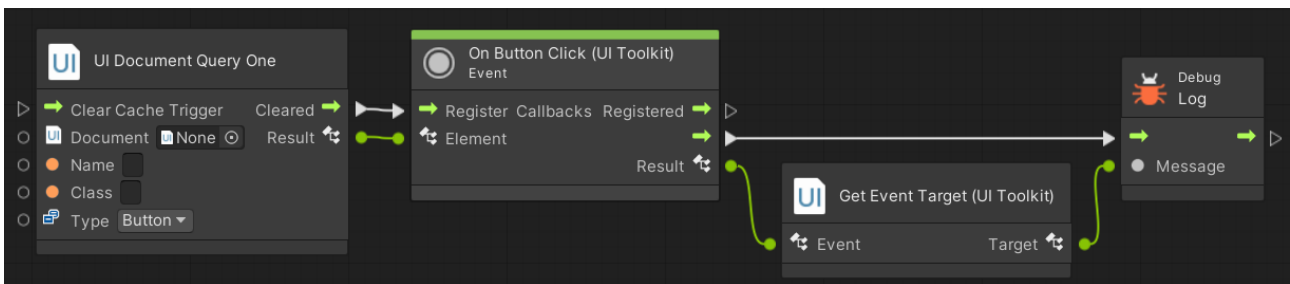 UI
UI Document Query One
Clear Cache Trigger
Cleared
UI
Document
UI
None
Result
Name
Class
Type
Button
On Button Click (UI Toolkit)
Event
Register Callbacks
Registered
Element
Result
UI
Get Event Target (UI Toolkit)
Event
Target
Debug
Log
Message